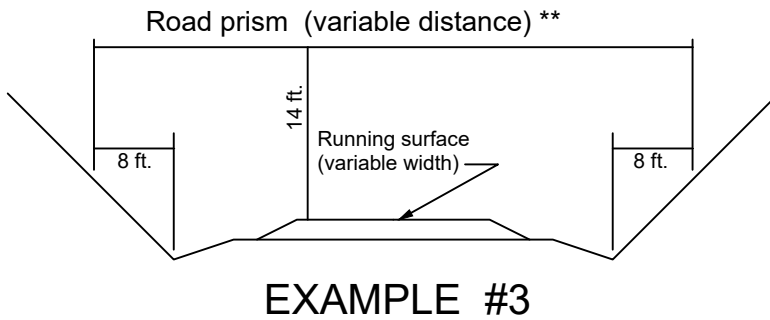 Road prism  (variable distance) **
14 ft.
Running surface
(variable width)
8 ft.
8 ft.
EXAMPLE  #3